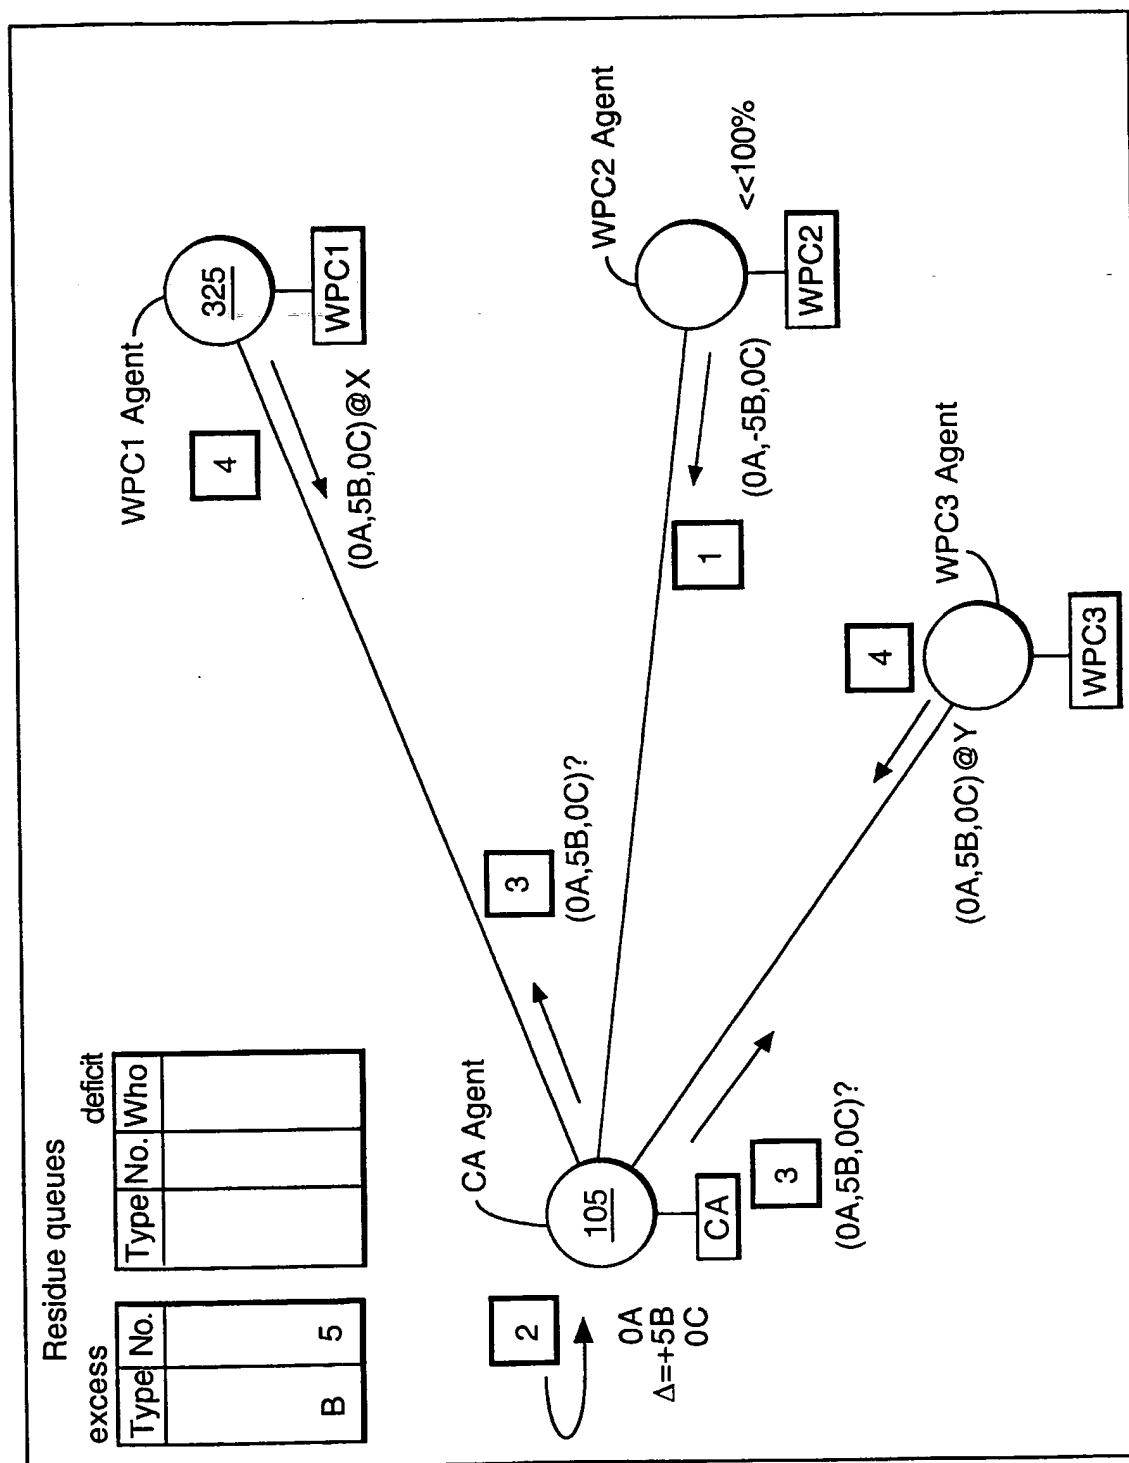 Residue queues
excess
Type No.
B 5
deficit
Type No. Who
WPC1 Agent
325
WPC1
4
(0A,5B,0C)@X
3
(0A,5B,0C)?
CA Agent
105
CA
2
0A
Δ=+5B
0C
WPC2 Agent
<<100%
WPC2
(0A,-5B,0C)
1
3
(0A,5B,0C)?
WPC3 Agent
4
WPC3
(0A,5B,0C)@Y